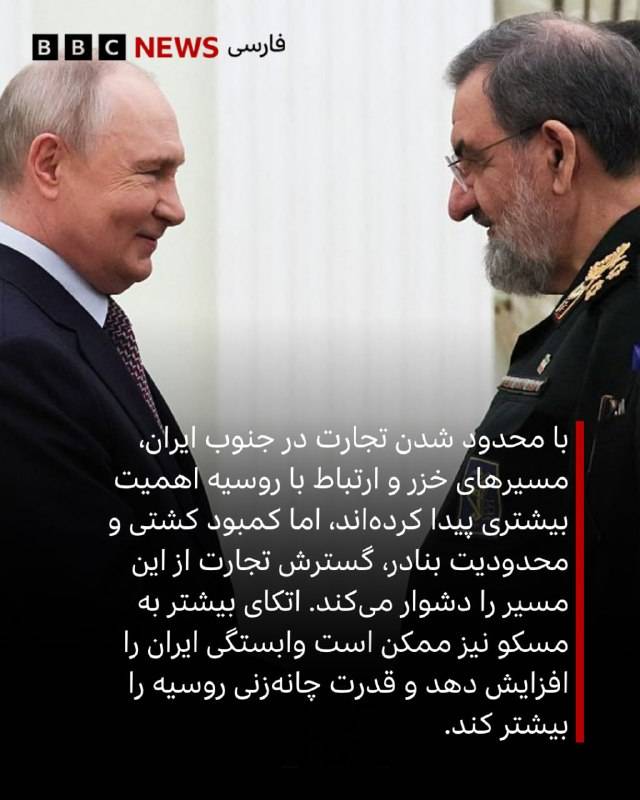 BBC NEWS فارسی
با محدود شدن تجارت در جنوب ایران،
مسیرهای خزر و ارتباط با روسیه اهمیت
بیشتری پیدا کرده‌اند، اما کمبود کشتی و
محدودیت بنادر، گسترش تجارت از این
مسیر را دشوار می‌کند. اتکای بیشتر به
مسکو نیز ممکن است وابستگی ایران را
افزایش دهد و قدرت چانه‌زنی روسیه را
بیشتر کند.